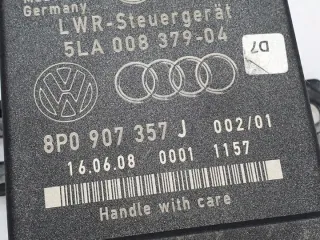 Germany
LWR-Steuergerät
5LA 008 379-04
D7
8P0 907 357 J 002/01
16.06.08 0001 1157
Handle with care